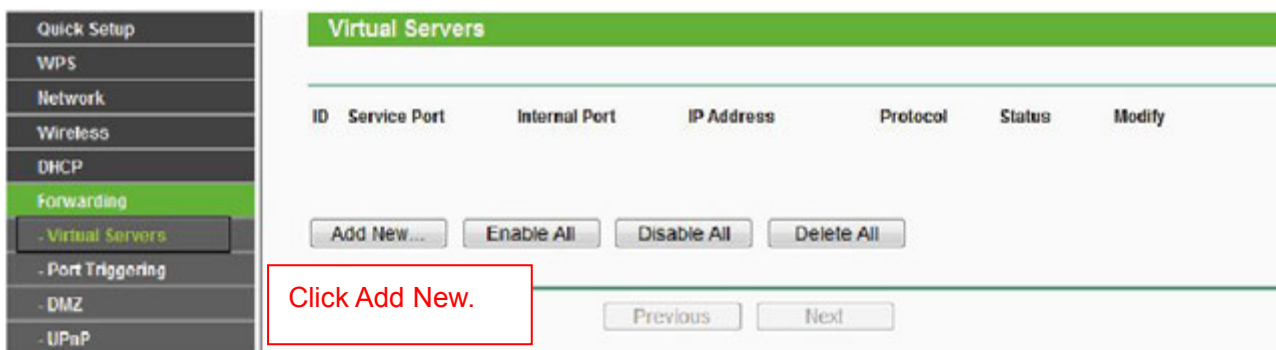 Quick Setup
WPS
Network
Wireless
DHCP
Forwarding
- Virtual Servers
- Port Triggering
- DMZ
- UPnP
Virtual Servers
ID Service Port Internal Port IP Address Protocol Status Modify
Add New... Enable All Disable All Delete All
Click Add New.
Previous Next